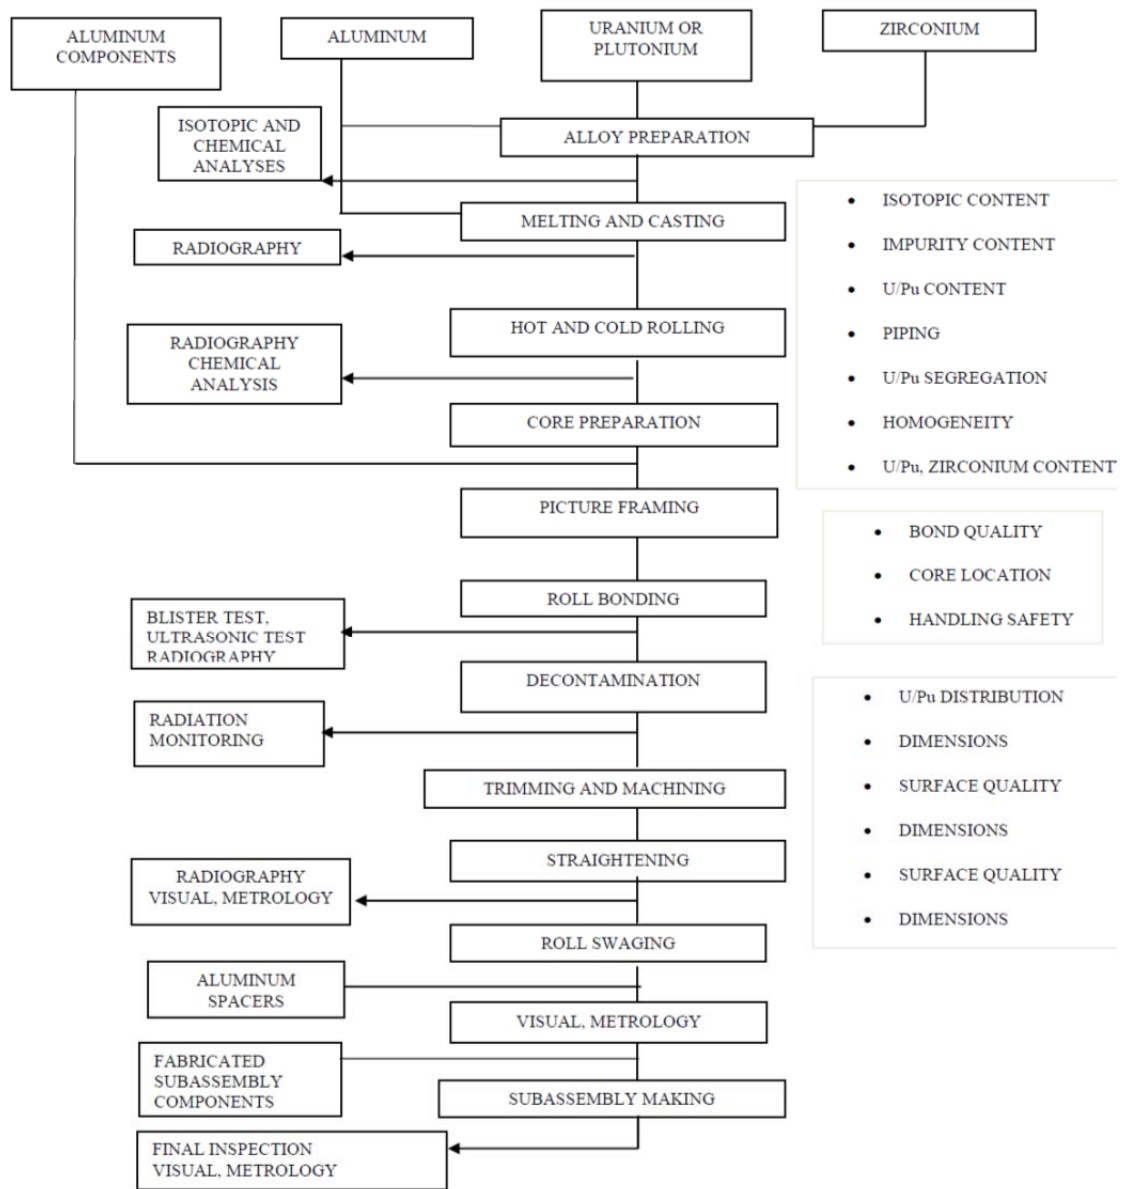 ALUMINUM
COMPONENTS
ALUMINUM
URANIUM OR
PLUTONIUM
ZIRCONIUM
ISOTOPIC AND
CHEMICAL
ANALYSES
ALLOY PREPARATION
MELTING AND CASTING
RADIOGRAPHY
HOT AND COLD ROLLING
RADIOGRAPHY
CHEMICAL
ANALYSIS
CORE PREPARATION
PICTURE FRAMING
ROLL BONDING
BLISTER TEST,
ULTRASONIC TEST
RADIOGRAPHY
DECONTAMINATION
RADIATION
MONITORING
TRIMMING AND MACHINING
STRAIGHTENING
RADIOGRAPHY
VISUAL, METROLOGY
ROLL SWAGING
ALUMINUM
SPACERS
VISUAL, METROLOGY
FABRICATED
SUBASSEMBLY
COMPONENTS
SUBASSEMBLY MAKING
FINAL INSPECTION
VISUAL, METROLOGY
• ISOTOPIC CONTENT
• IMPURITY CONTENT
• U/Pu CONTENT
• PIPING
• U/Pu SEGREGATION
• HOMOGENEITY
• U/Pu, ZIRCONIUM CONTENT
• BOND QUALITY
• CORE LOCATION
• HANDLING SAFETY
• U/Pu DISTRIBUTION
• DIMENSIONS
• SURFACE QUALITY
• DIMENSIONS
• SURFACE QUALITY
• DIMENSIONS